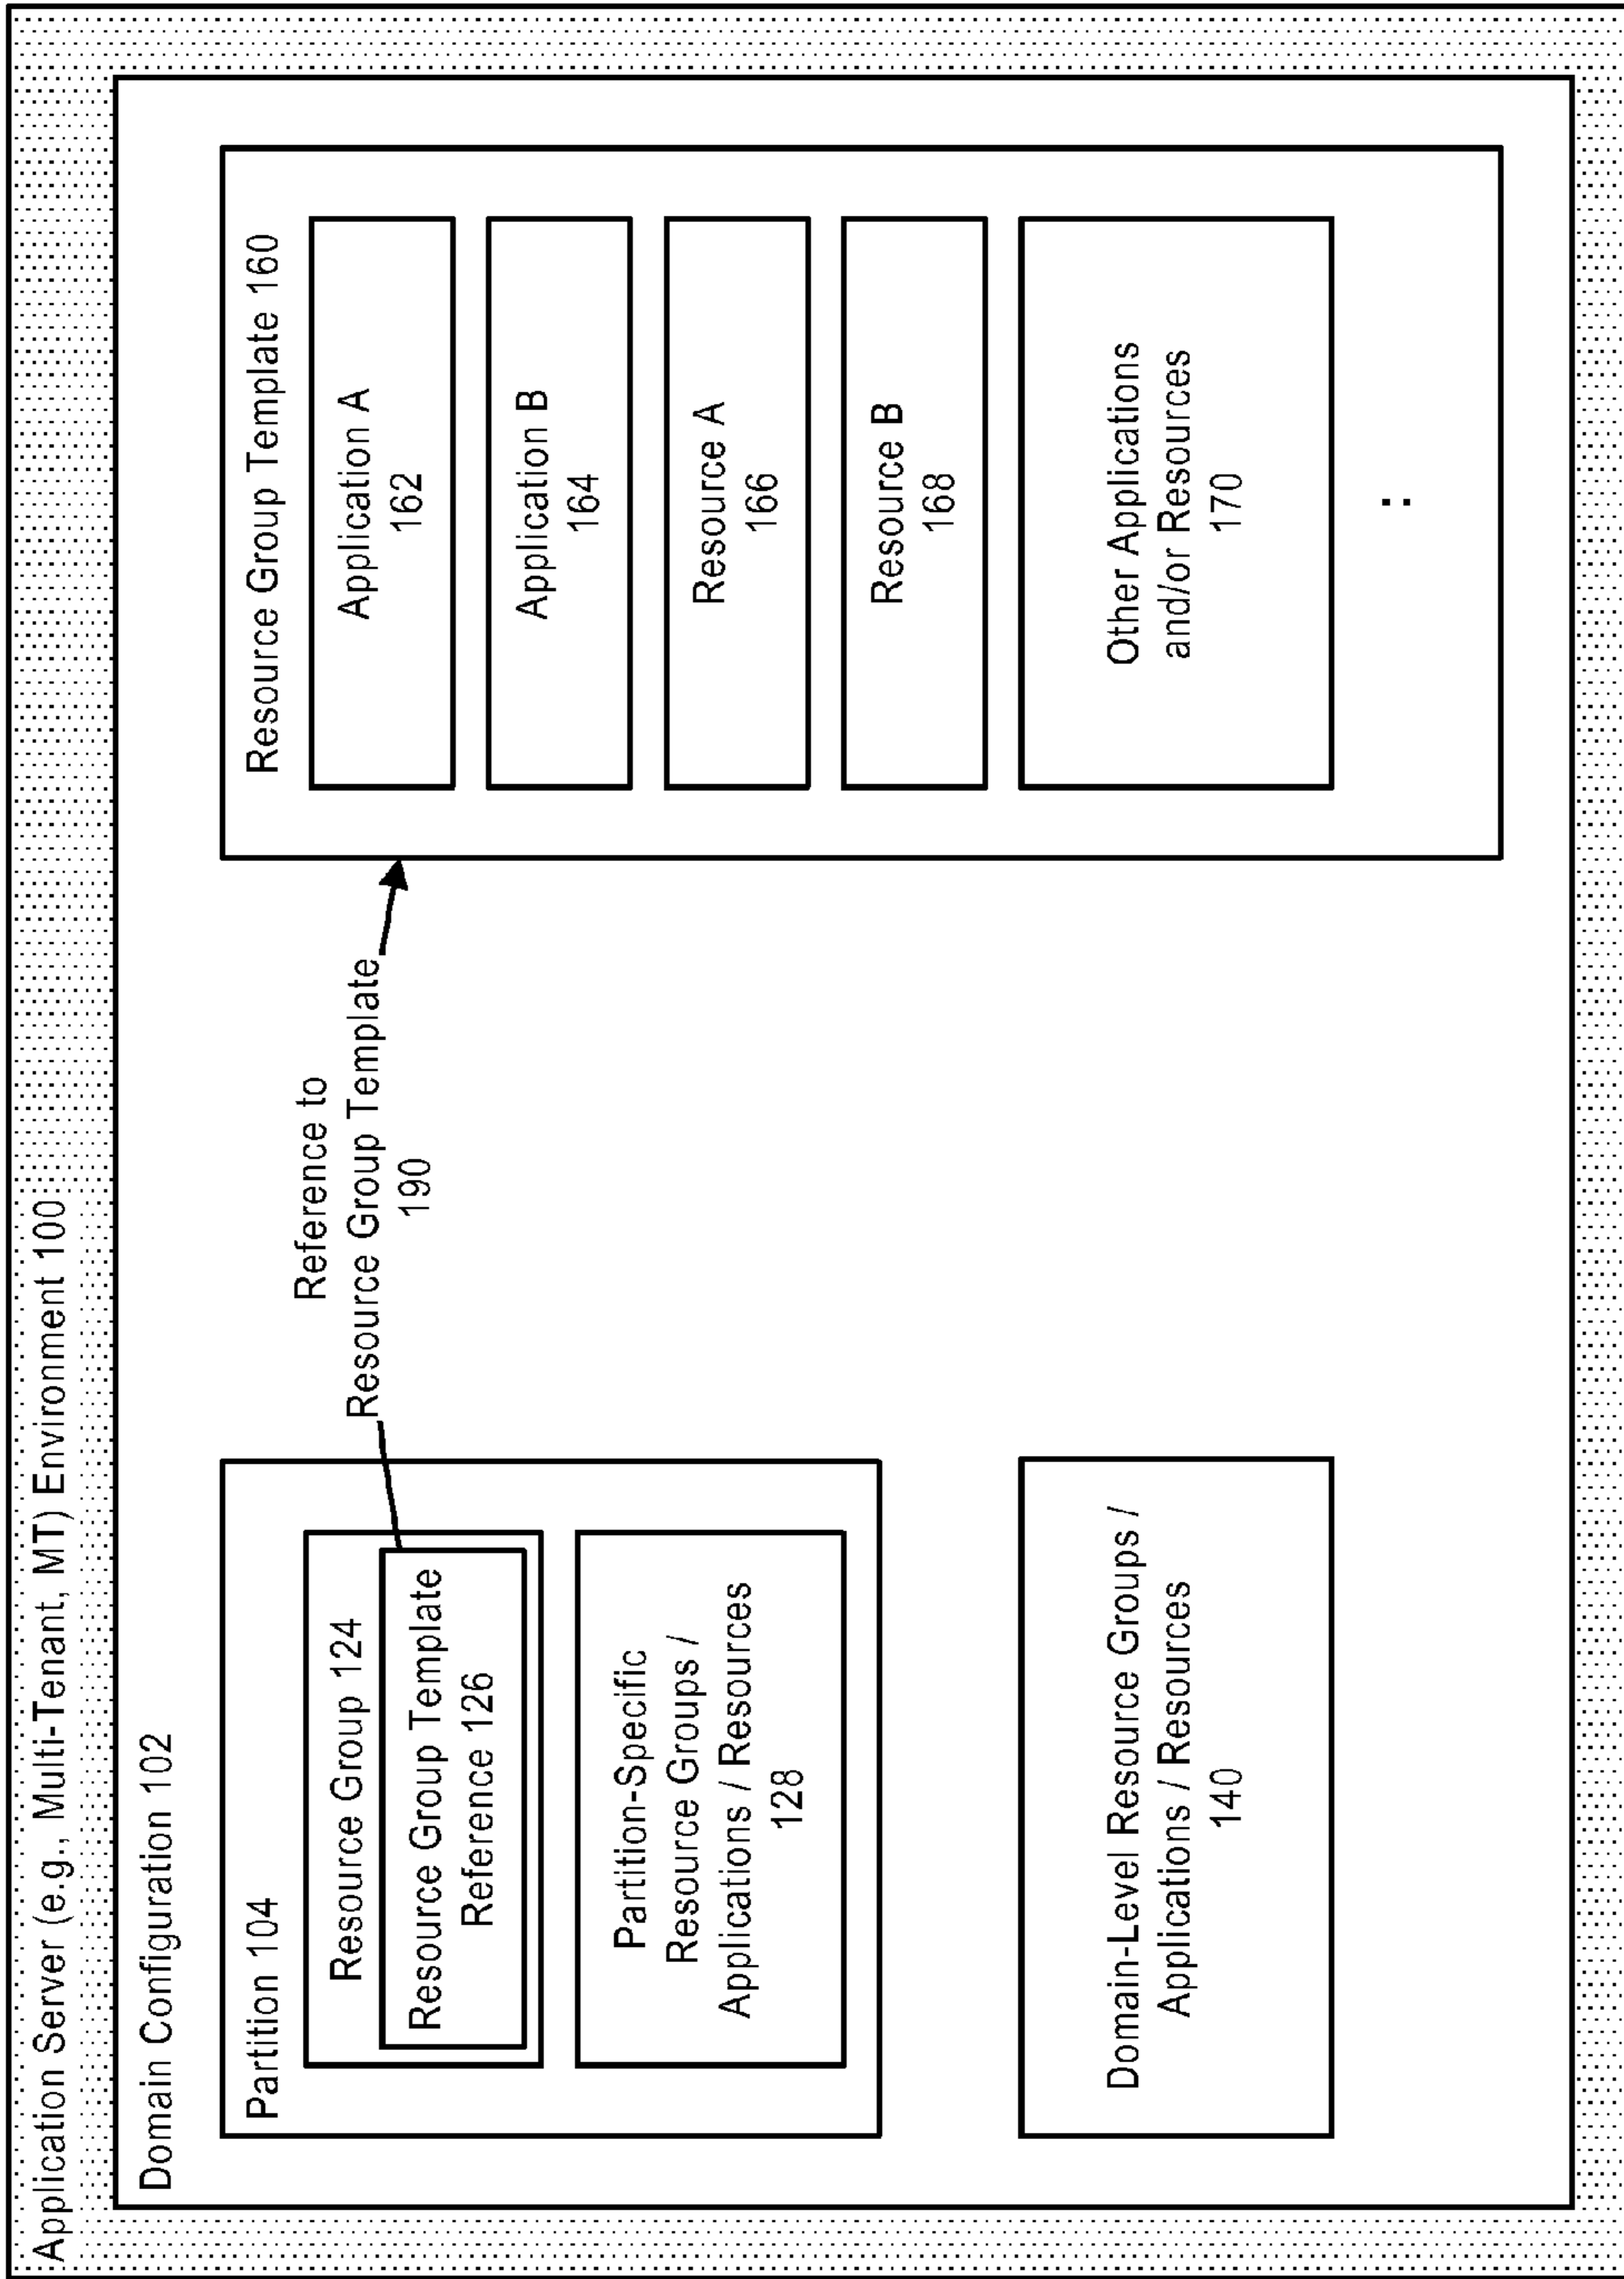 Application Server (e.g., Multi-Tenant, MT) Environment 100
Domain Configuration 102
Partition 104
Resource Group 124
Resource Group Template
Reference 126
Partition-Specific
Resource Groups /
Applications / Resources
128
Domain-Level Resource Groups /
Applications / Resources
140
Reference to
Resource Group Template
190
Resource Group Template 160
Application A
162
Application B
164
Resource A
166
Resource B
168
Other Applications
and/or Resources
170
: